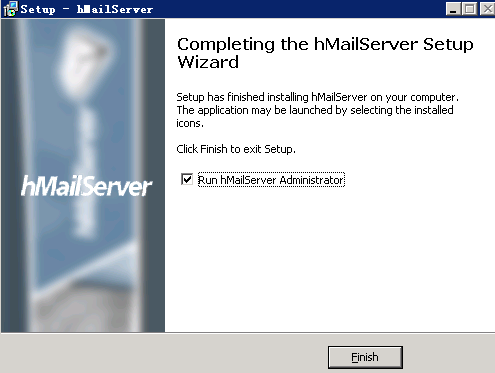 Setup - hMailServer
Completing the hMailServer Setup
Wizard
Setup has finished installing hMailServer on your computer.
The application may be launched by selecting the installed
icons.
Click Finish to exit Setup.
hMailServer
Run hMailServer Administrator
Finish